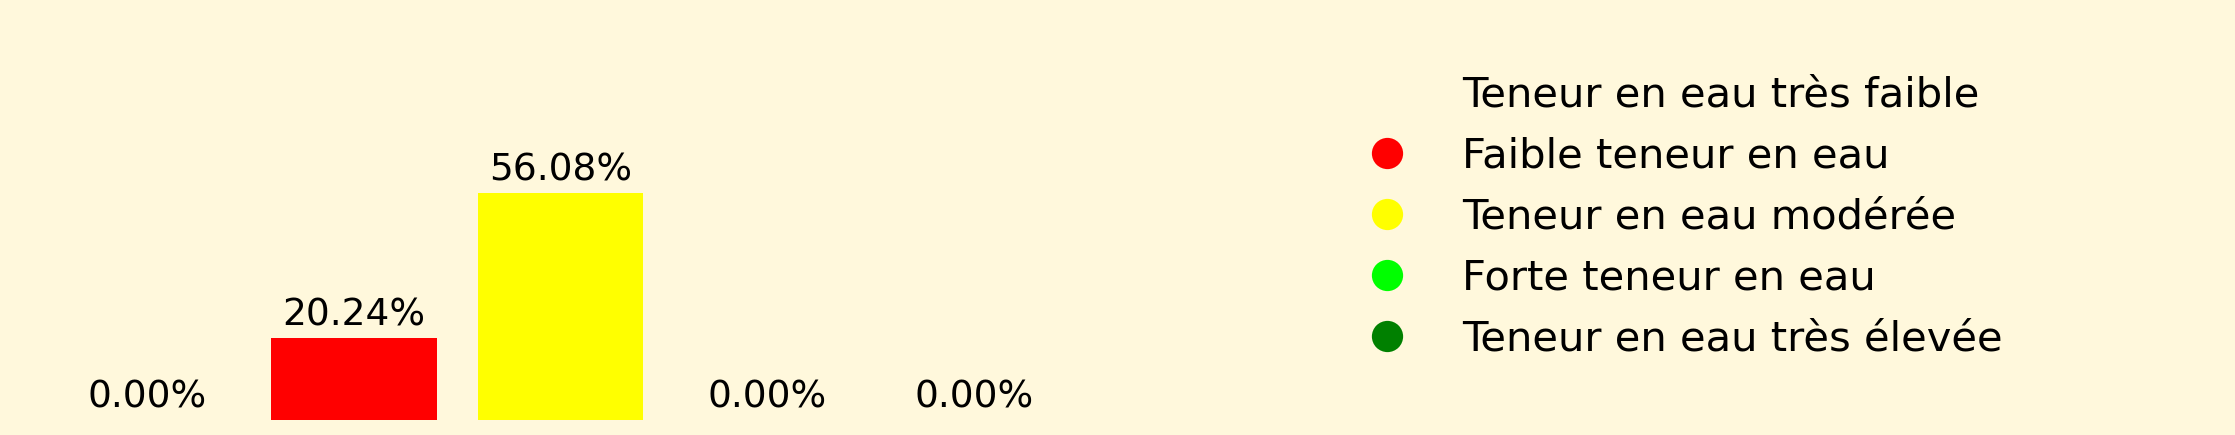 56.08%
20.24%
0.00%
0.00%
0.00%
Teneur en eau très faible
Faible teneur en eau
Teneur en eau modérée
Forte teneur en eau
Teneur en eau très élevée